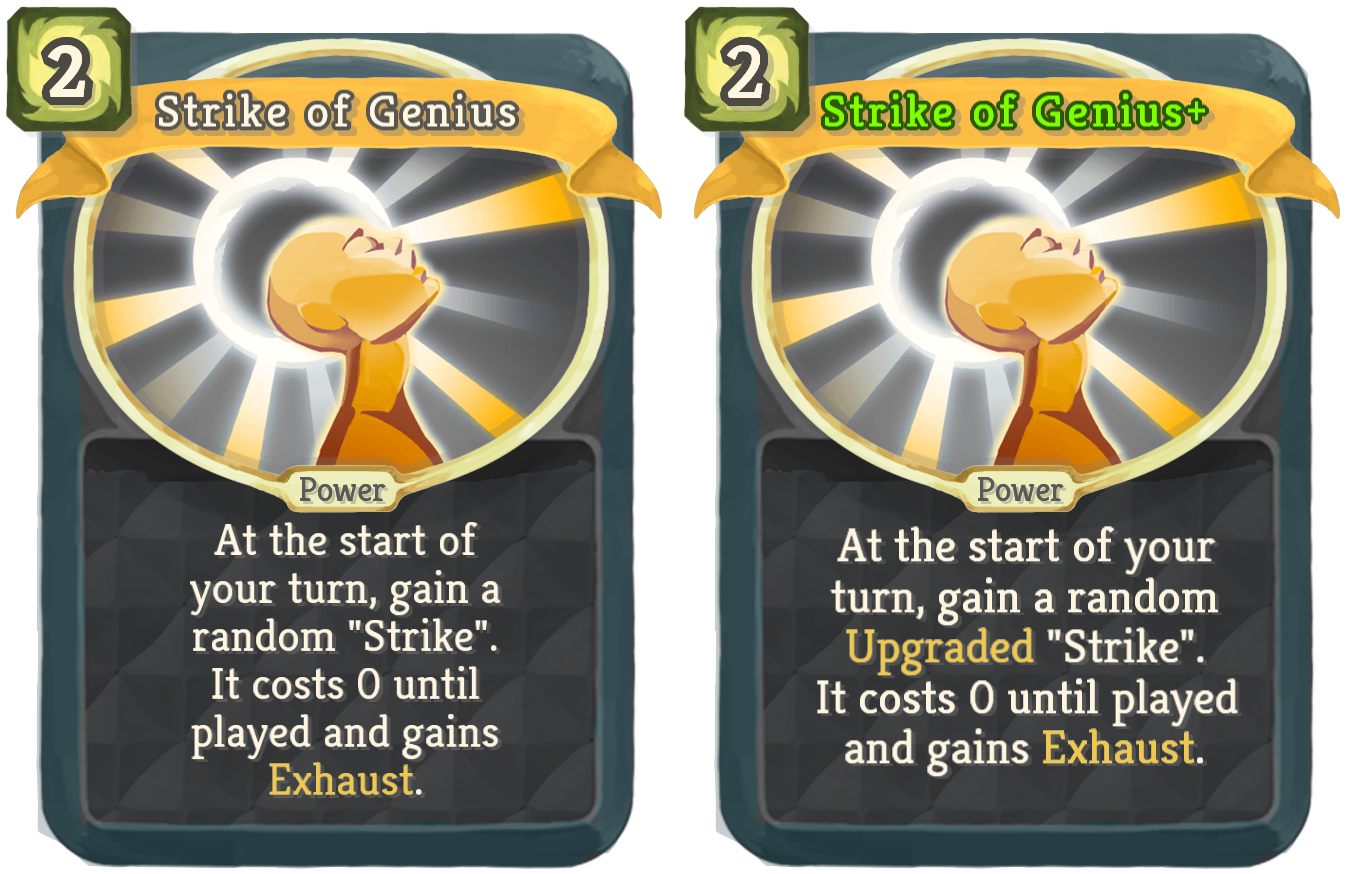 2
Strike of Genius
Power
At the start of
your turn, gain a
random "Strike".
It costs 0 until
played and gains
Exhaust.
2
Strike of Genius+
Power
At the start of your
turn, gain a random
Upgraded "Strike".
It costs 0 until played
and gains Exhaust.